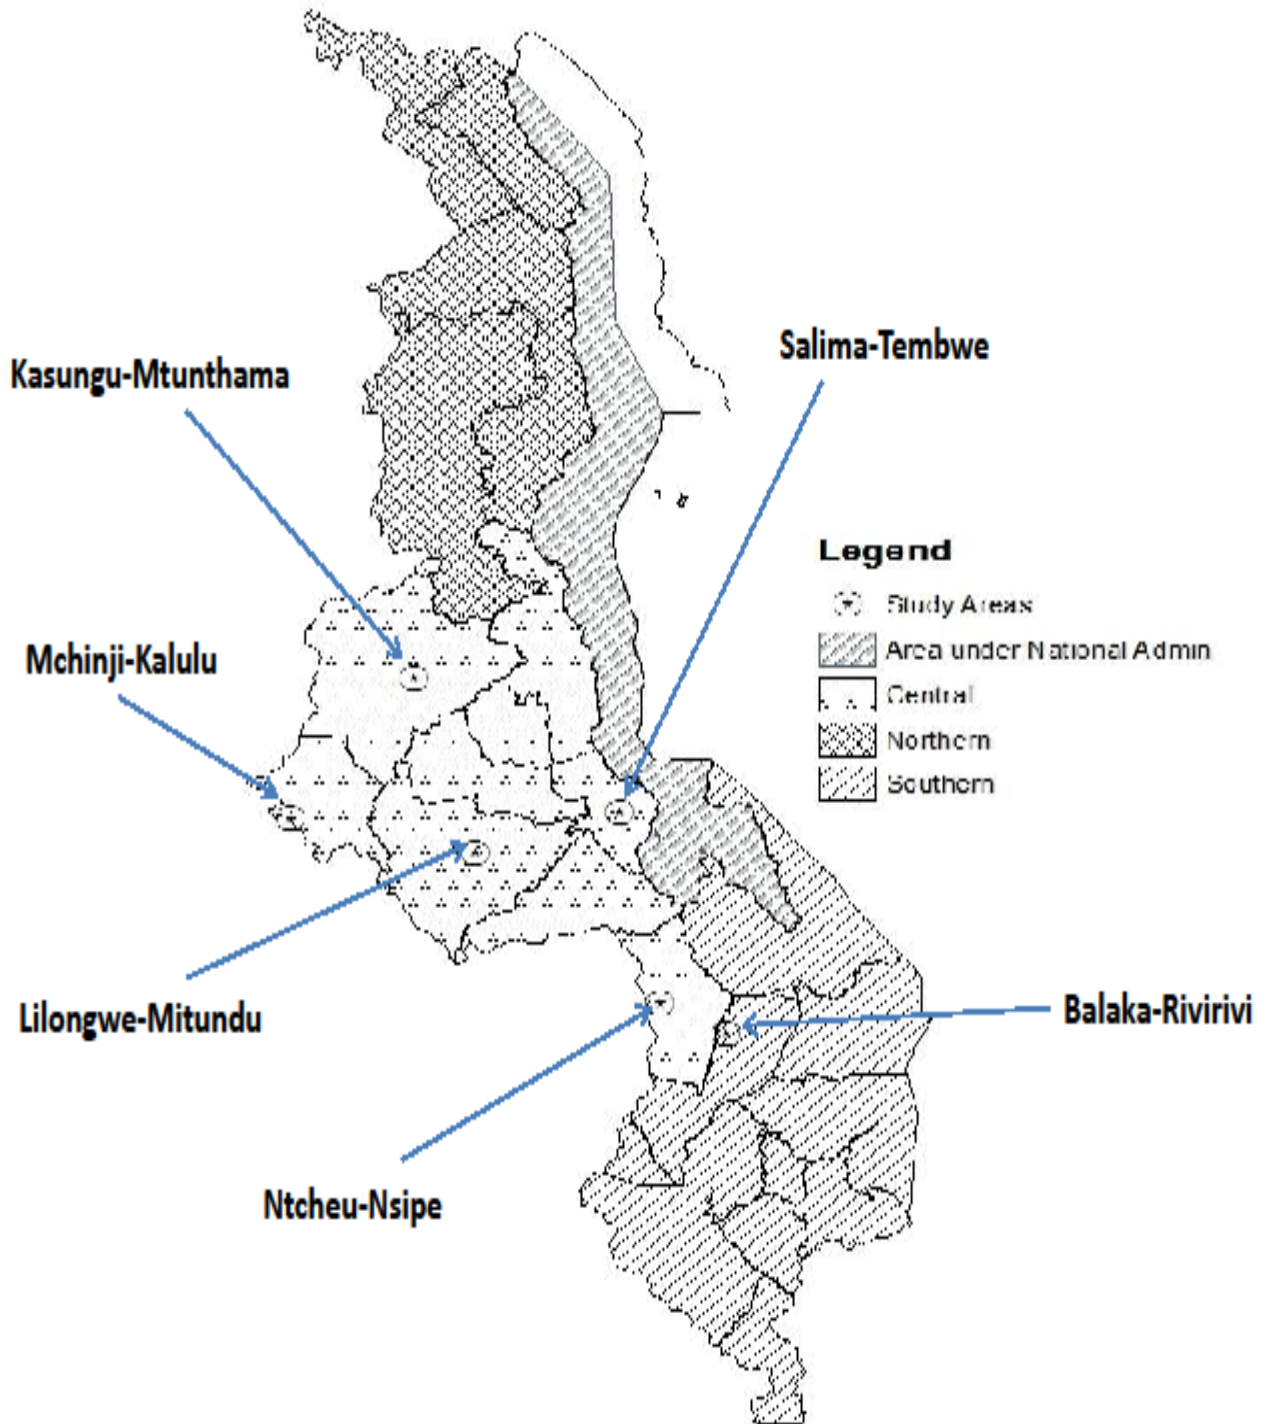 Salima-Tembwe
Kasungu-Mtunthama
Legend
Study Areas
Mchinji-Kalulu
Area under National Admin
Central
Northern
Southern
Lilongwe-Mitundu
Balaka-Rivirivi
Ntcheu-Nsipe